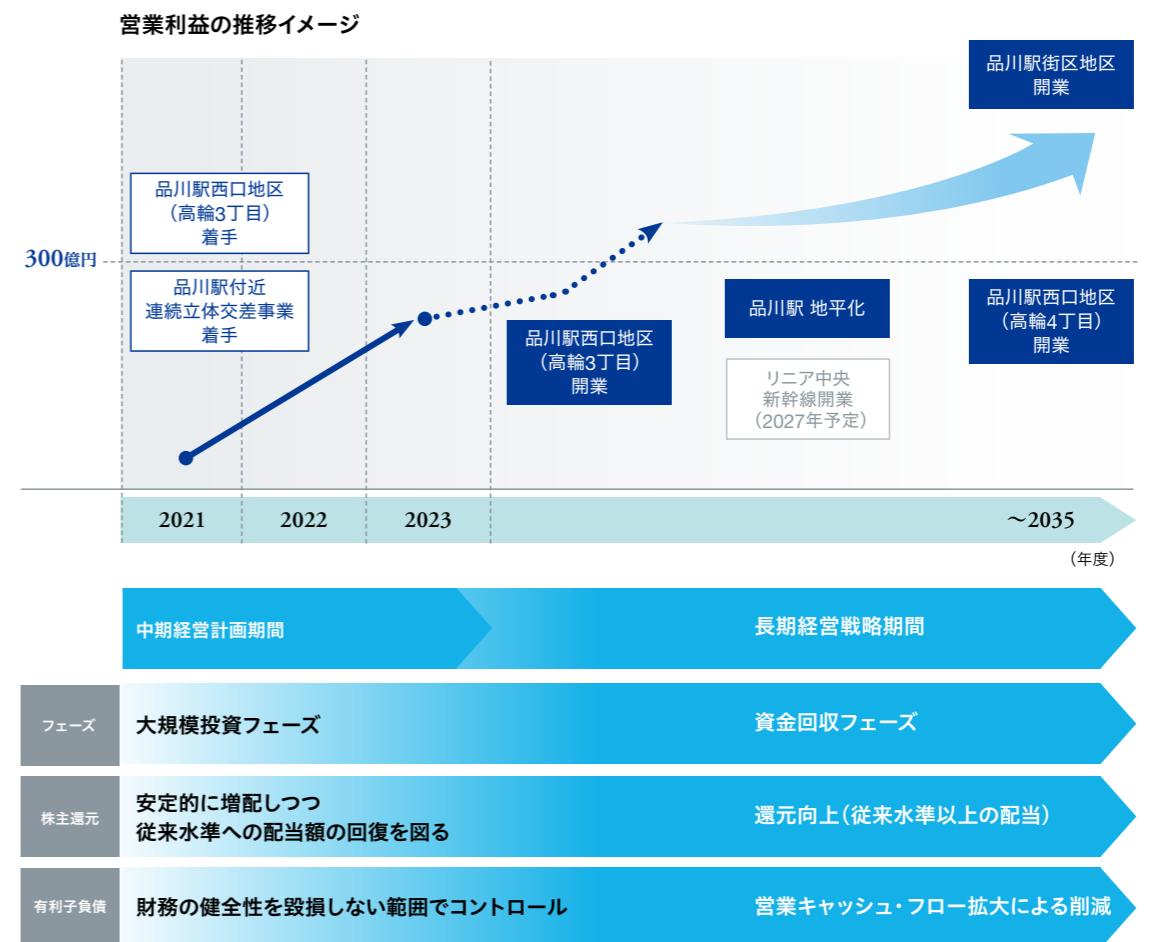 営業利益の推移イメージ
品川駅街区地区
開業
品川駅西口地区
（高輪3丁目）
着手
300億円
品川駅付近
連続立体交差事業
着手
品川駅西口地区
（高輪3丁目）
開業
品川駅 地平化
リニア中央
新幹線開業
（2027年予定）
品川駅西口地区
（高輪4丁目）
開業
2021
2022
2023
～2035
（年度）
中期経営計画期間
長期経営戦略期間
フェーズ
大規模投資フェーズ
資金回収フェーズ
株主還元
安定的に増配しつつ
従来水準への配当額の回復を図る
還元向上（従来水準以上の配当）
有利子負債
財務の健全性を毀損しない範囲でコントロール
営業キャッシュ・フロー拡大による削減